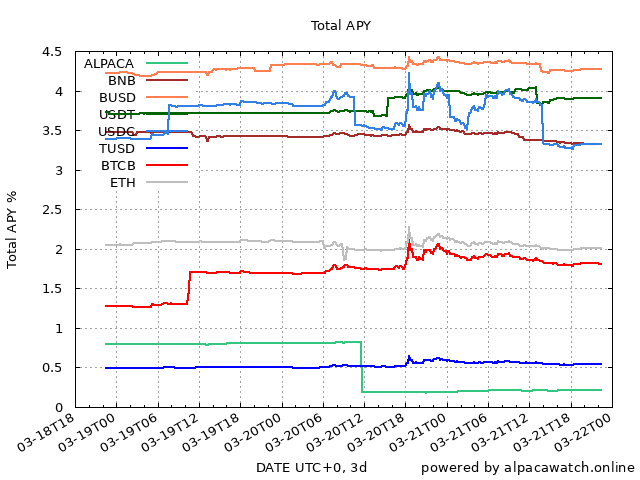 Total APY
Total APY %
4.5
4
3.5
3
2.5
2
1.5
1
0.5
0
ALPACA
BNB
BUSD
USDT
USDC
TUSD
BTCB
ETH
03-18T18
03-19T00
03-19T06
03-19T12
03-19T18
03-20T00
03-20T06
03-20T12
03-20T18
03-21T00
03-21T06
03-21T12
03-21T18
03-22T00
DATE UTC+0, 3d
powered by alpacawatch.online